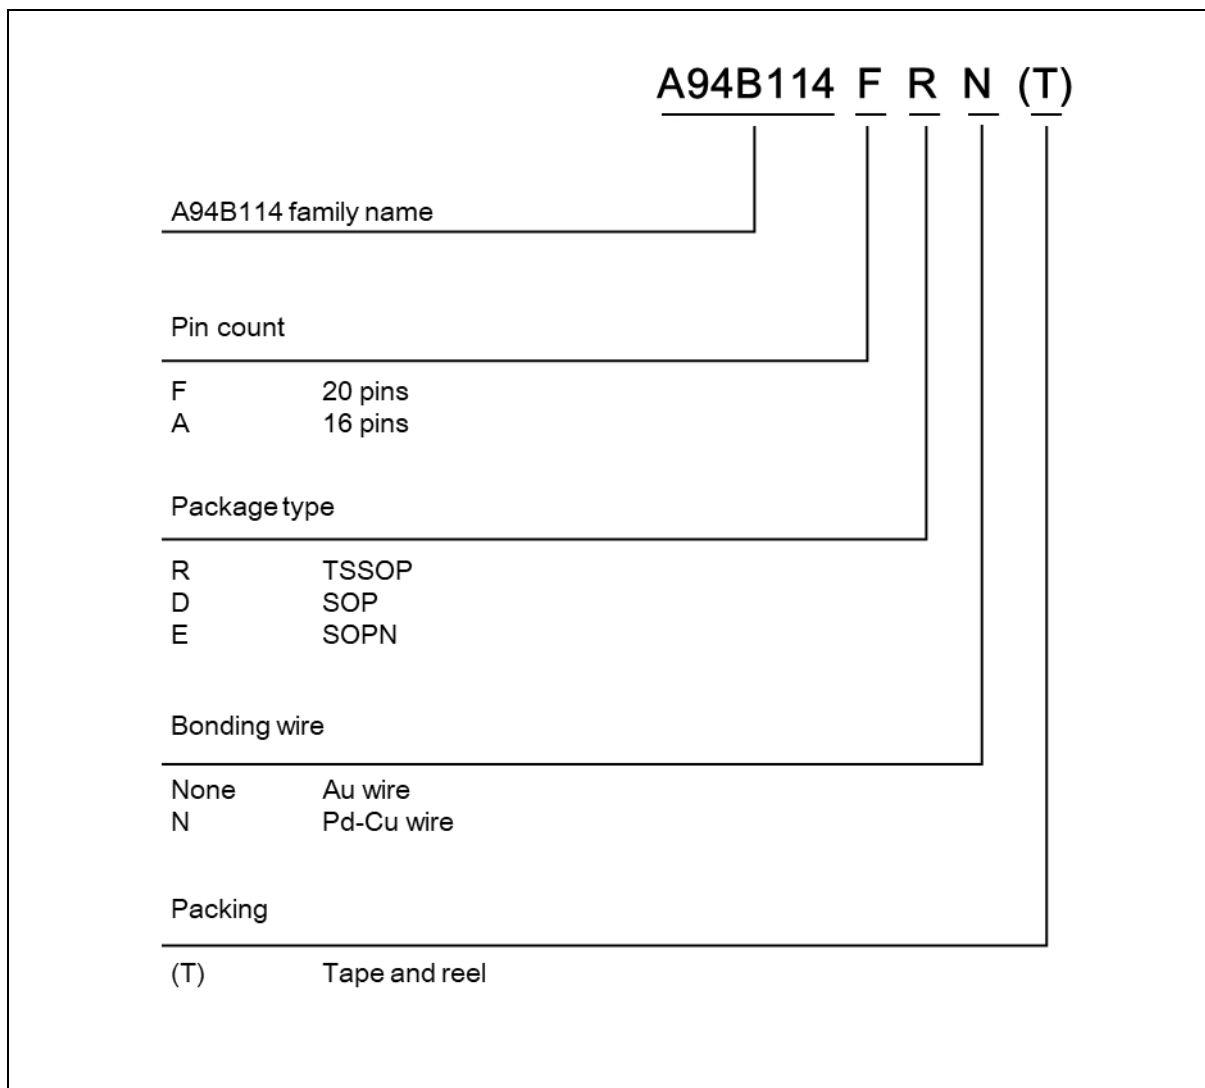 A94B114 F R N (T)
A94B114 family name
Pin count
F 20 pins
A 16 pins
Package type
R TSSOP
D SOP
E SOPN
Bonding wire
None Au wire
N Pd-Cu wire
Packing
(T) Tape and reel